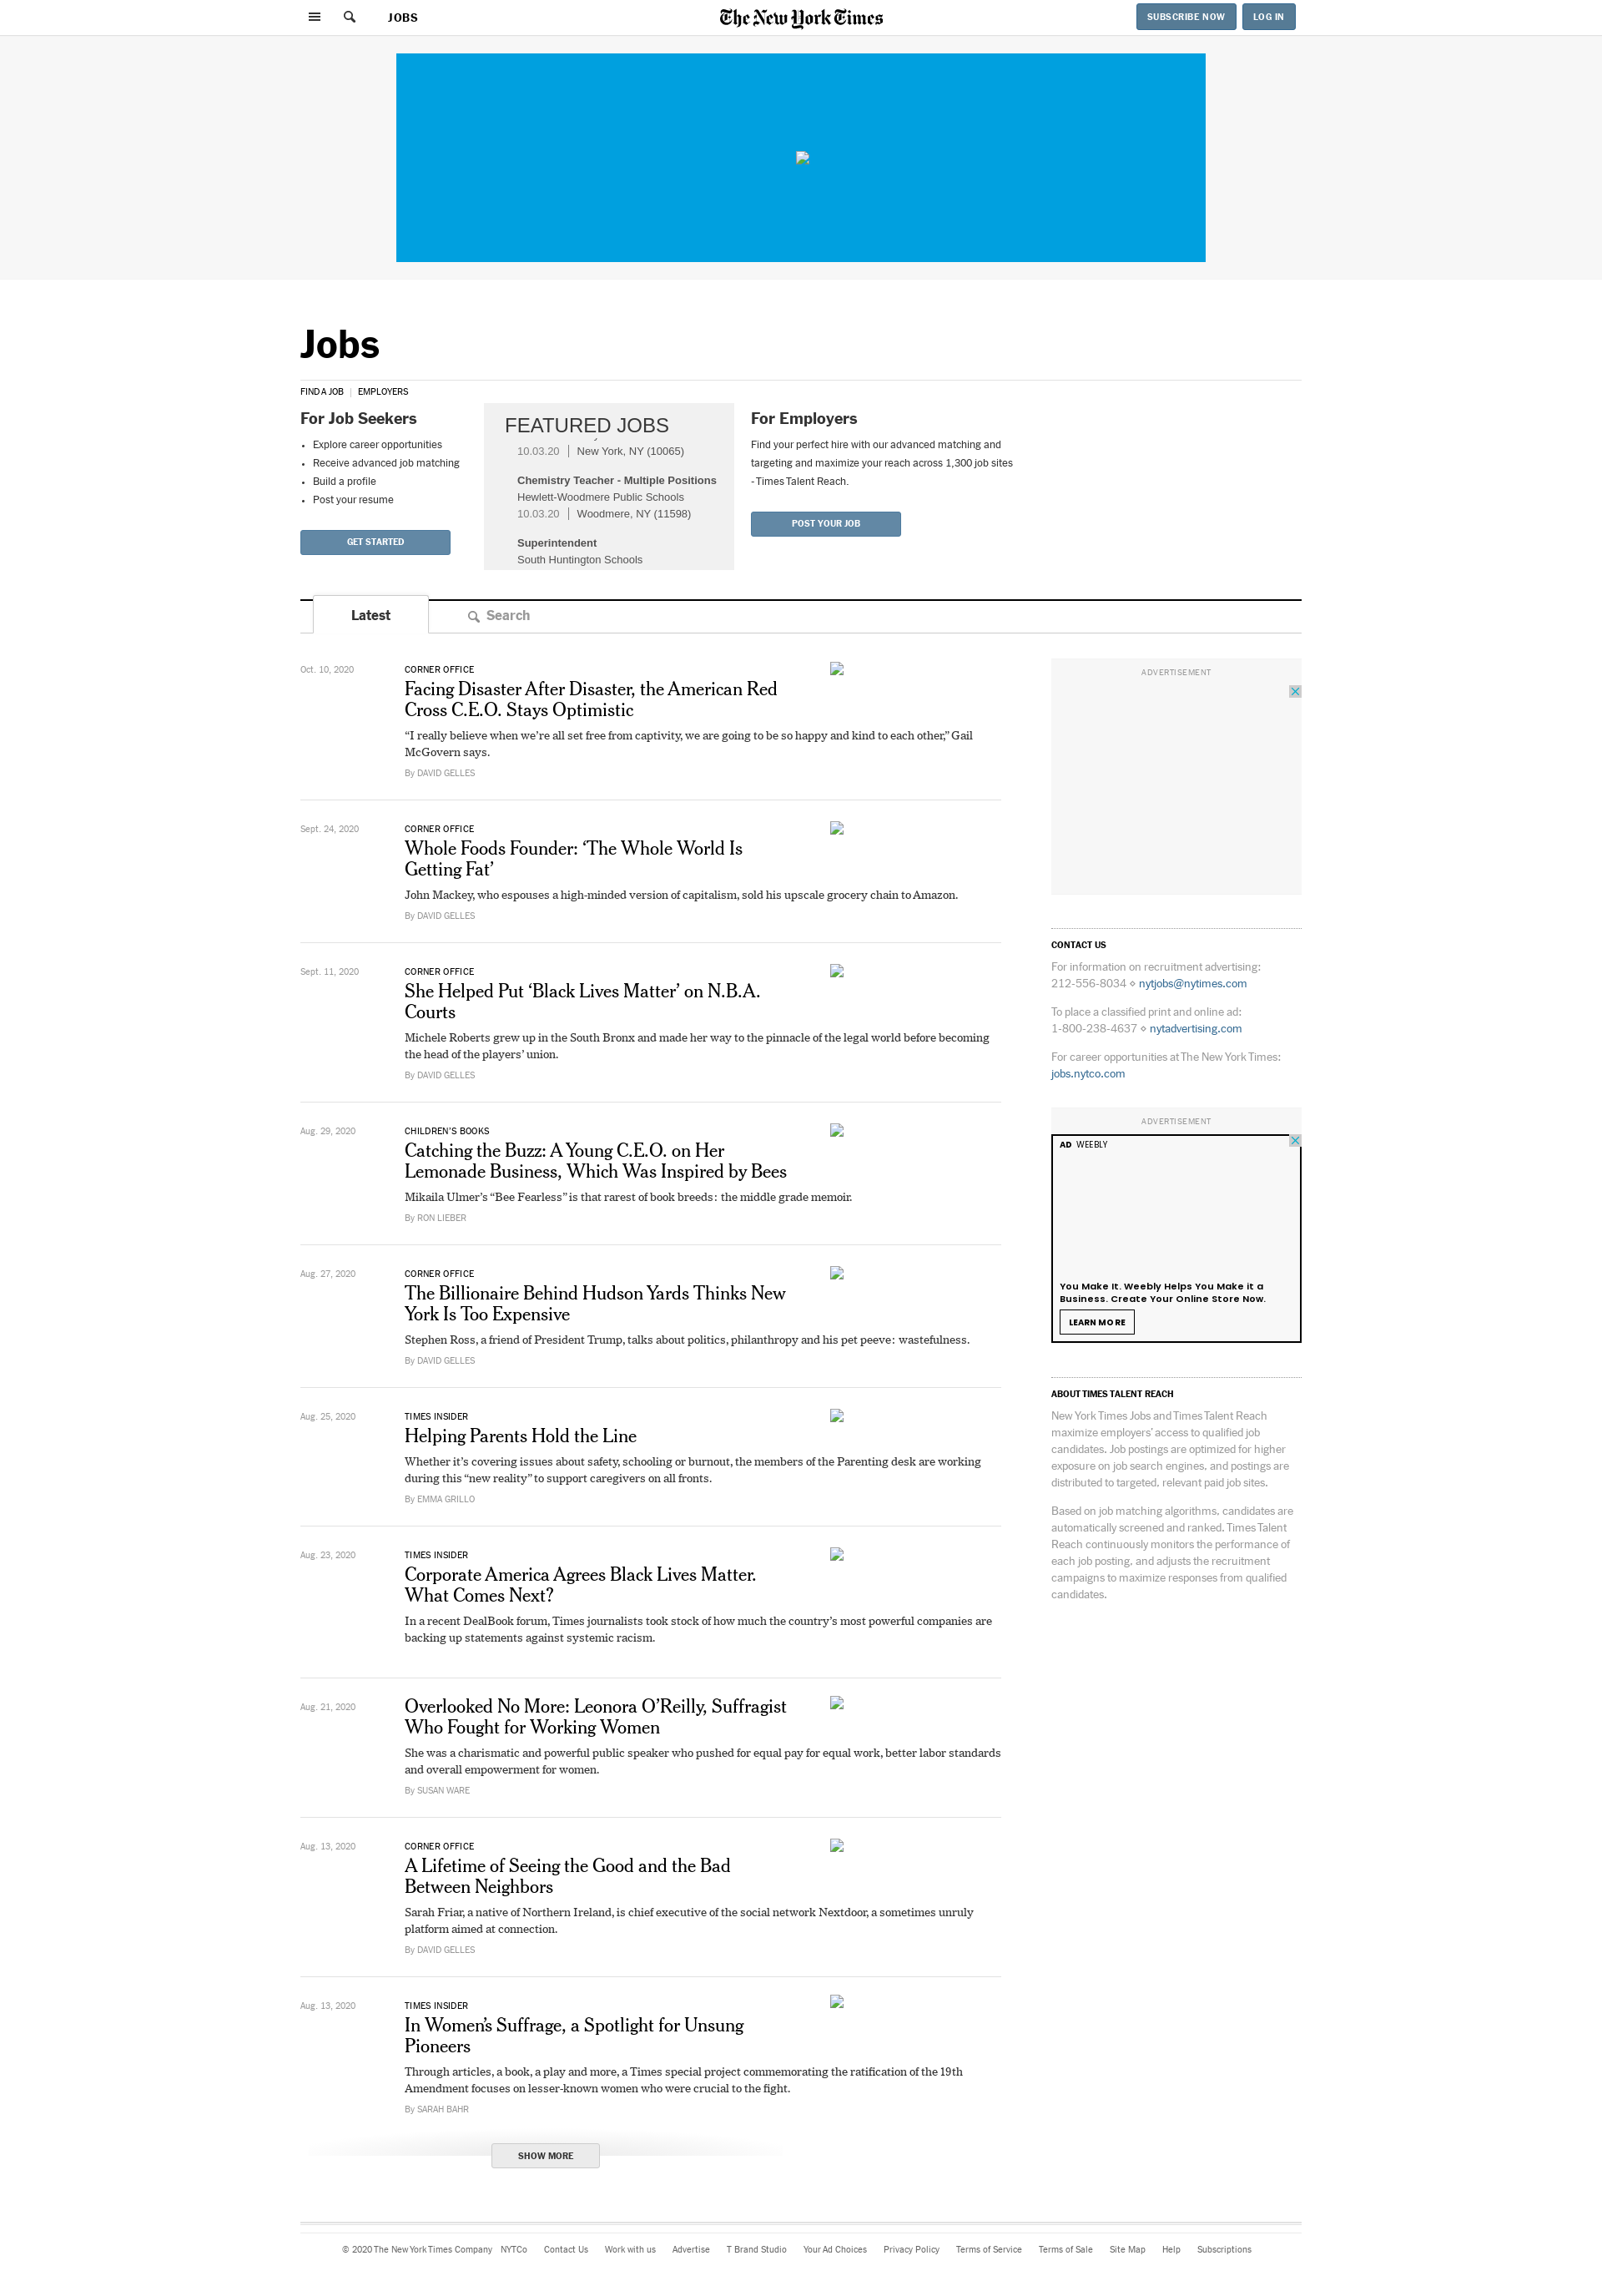 JOBS
The New York Times
SUBSCRIBE NOW
LOG IN
Jobs
FIND A JOB | EMPLOYERS
For Job Seekers
• Explore career opportunities
• Receive advanced job matching
• Build a profile
• Post your resume
GET STARTED
FEATURED JOBS
10.03.20 | New York, NY (10065)
Chemistry Teacher - Multiple Positions
Hewlett-Woodmere Public Schools
10.03.20 | Woodmere, NY (11598)
Superintendent
South Huntington Schools
For Employers
Find your perfect hire with our advanced matching and
targeting and maximize your reach across 1,300 job sites
- Times Talent Reach.
POST YOUR JOB
Latest
Search
Oct. 10, 2020
CORNER OFFICE
Facing Disaster After Disaster, the American Red
Cross C.E.O. Stays Optimistic
“I really believe when we’re all set free from captivity, we are going to be so happy and kind to each other,” Gail
McGovern says.
By DAVID GELLES
Sept. 24, 2020
CORNER OFFICE
Whole Foods Founder: ‘The Whole World Is
Getting Fat’
John Mackey, who espouses a high-minded version of capitalism, sold his upscale grocery chain to Amazon.
By DAVID GELLES
Sept. 11, 2020
CORNER OFFICE
She Helped Put ‘Black Lives Matter’ on N.B.A.
Courts
Michele Roberts grew up in the South Bronx and made her way to the pinnacle of the legal world before becoming
the head of the players’ union.
By DAVID GELLES
Aug. 29, 2020
CHILDREN’S BOOKS
Catching the Buzz: A Young C.E.O. on Her
Lemonade Business, Which Was Inspired by Bees
Mikaila Ulmer’s “Bee Fearless” is that rarest of book breeds: the middle grade memoir.
By RON LIEBER
Aug. 27, 2020
CORNER OFFICE
The Billionaire Behind Hudson Yards Thinks New
York Is Too Expensive
Stephen Ross, a friend of President Trump, talks about politics, philanthropy and his pet peeve: wastefulness.
By DAVID GELLES
Aug. 25, 2020
TIMES INSIDER
Helping Parents Hold the Line
Whether it’s covering issues about safety, schooling or burnout, the members of the Parenting desk are working
during this “new reality” to support caregivers on all fronts.
By EMMA GRILLO
Aug. 23, 2020
TIMES INSIDER
Corporate America Agrees Black Lives Matter.
What Comes Next?
In a recent DealBook forum, Times journalists took stock of how much the country’s most powerful companies are
backing up statements against systemic racism.
Aug. 21, 2020
Overlooked No More: Leonora O’Reilly, Suffragist
Who Fought for Working Women
She was a charismatic and powerful public speaker who pushed for equal pay for equal work, better labor standards
and overall empowerment for women.
By SUSAN WARE
Aug. 13, 2020
CORNER OFFICE
A Lifetime of Seeing the Good and the Bad
Between Neighbors
Sarah Friar, a native of Northern Ireland, is chief executive of the social network Nextdoor, a sometimes unruly
platform aimed at connection.
By DAVID GELLES
Aug. 13, 2020
TIMES INSIDER
In Women’s Suffrage, a Spotlight for Unsung
Pioneers
Through articles, a book, a play and more, a Times special project commemorating the ratification of the 19th
Amendment focuses on lesser-known women who were crucial to the fight.
By SARAH BAHR
SHOW MORE
ADVERTISEMENT
CONTACT US
For information on recruitment advertising:
212-556-8034 ⋄ nytjobs@nytimes.com
To place a classified print and online ad:
1-800-238-4637 ⋄ nytadvertising.com
For career opportunities at The New York Times:
jobs.nytco.com
ADVERTISEMENT
AD WEEBLY
You Make It. Weebly Helps You Make it a
Business. Create Your Online Store Now.
LEARN MORE
ABOUT TIMES TALENT REACH
New York Times Jobs and Times Talent Reach
maximize employers’ access to qualified job
candidates. Job postings are optimized for higher
exposure on job search engines, and postings are
distributed to targeted, relevant paid job sites.
Based on job matching algorithms, candidates are
automatically screened and ranked. Times Talent
Reach continuously monitors the performance of
each job posting, and adjusts the recruitment
campaigns to maximize responses from qualified
candidates.
© 2020 The New York Times Company NYTCo Contact Us Work with us Advertise T Brand Studio Your Ad Choices Privacy Policy Terms of Service Terms of Sale Site Map Help Subscriptions